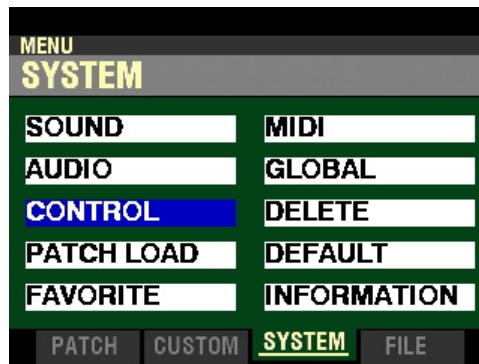 MENU
SYSTEM
SOUND
MIDI
AUDIO
GLOBAL
CONTROL
DELETE
PATCH LOAD
DEFAULT
FAVORITE
INFORMATION
PATCH
CUSTOM
SYSTEM
FILE